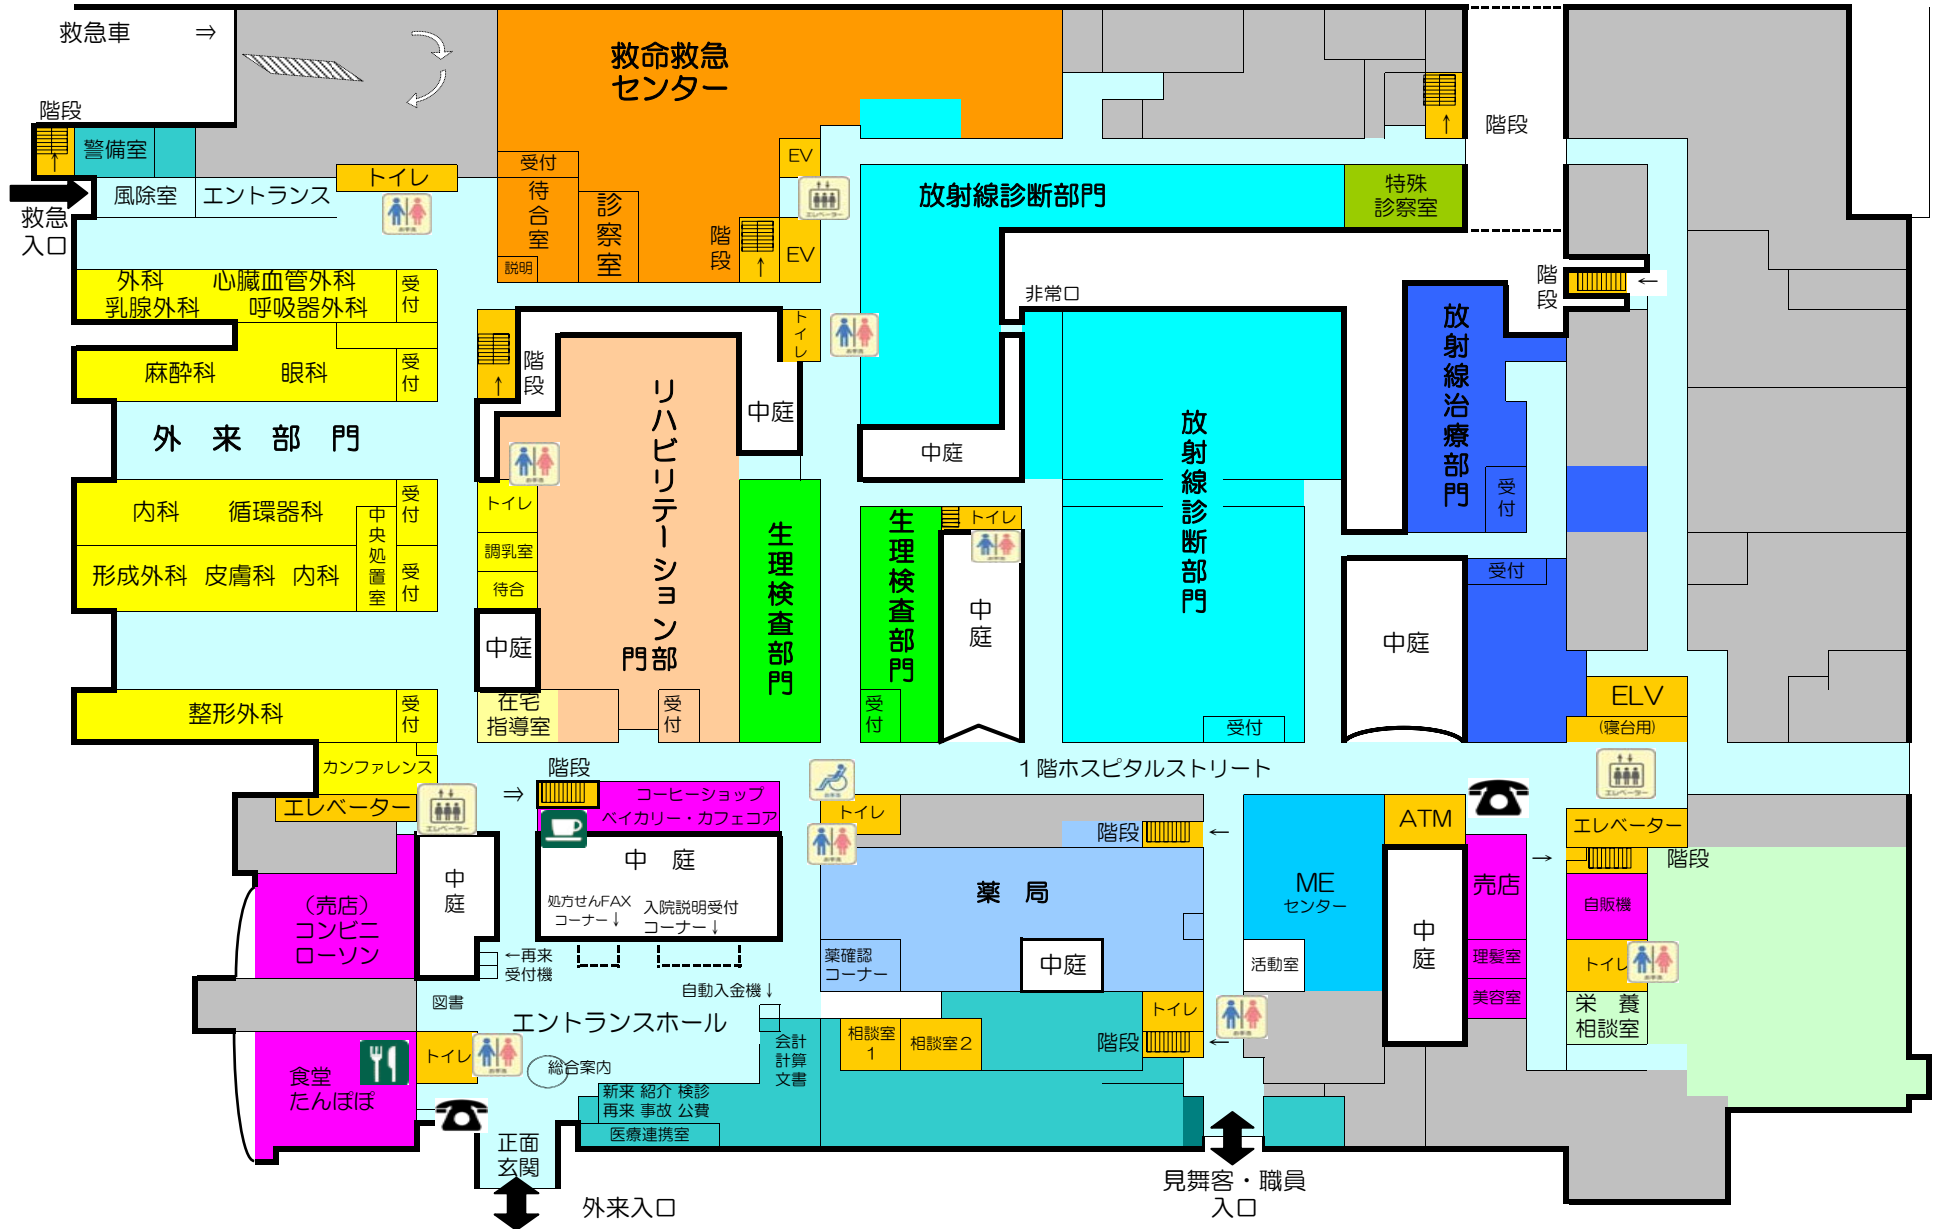 救急車 ⇒
救命救急
センター
階段
警備室
階段
受付
EV
トイレ
風除室
エントランス
待合室
診察室
放射線診断部門
特殊
診察室
救急
入口
階段
EV
説明
外科 心臓血管外科
乳腺外科 呼吸器外科
受付
階段
←
非常口
トイレ
麻酔科 眼科
受付
階段
リハビリテーション部門
中庭
放射線治療部門
外来部門
中庭
放射線診断部門
内科 循環器科
受付
中央処置室
トイレ
生理検査部門
生理検査部門
トイレ
受付
形成外科 皮膚科 内科
受付
調乳室
待合
受付
中庭
中庭
中庭
整形外科
受付
在宅
指導室
受付
受付
受付
ELV
(寝台用)
カンファレンス
階段
⇒
1階ホスピタルストリート
エレベーター
コーヒーショップ
ベイカリー・カフェコア
トイレ
階段
←
ATM
エレベーター
中庭
中庭
→
階段
(売店)
コンビニ
ローソン
処方せんFAX
コーナー↓
入院説明受付
コーナー↓
薬局
MEセンター
売店
自販機
←再来
受付機
薬確認
コーナー
中庭
活動室
中庭
理髪室
トイレ
図書
自動入金機↓
美容室
栄養
相談室
エントランスホール
トイレ
トイレ
会計
計算
文書
相談室
1
相談室2
階段
←
食堂
たんぽぽ
総合案内
新来 紹介 検診
再来 事故 公費
医療連携室
正面
玄関
外来入口
見舞客・職員
入口